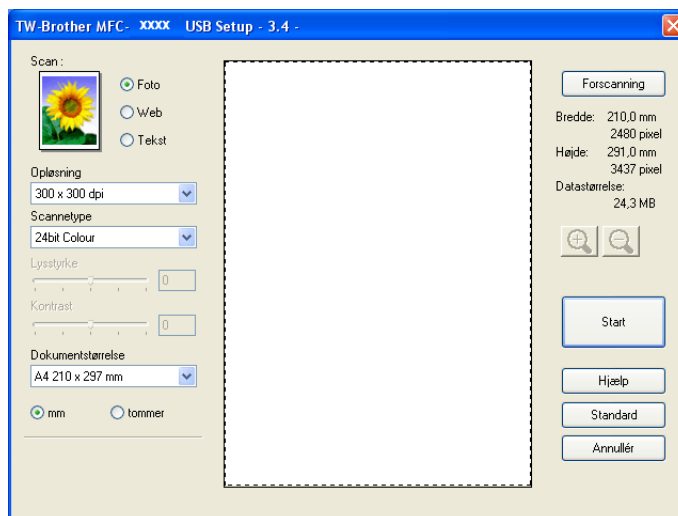 TW-Brother MFC- XXXX USB Setup - 3.4 -
Scan :
Foto
Web
Tekst
Opløsning
300 x 300 dpi
Scannetype
24bit Colour
Lysstyrke
0
Kontrast
0
Dokumentstørrelse
A4 210 x 297 mm
mm
tommer
Forscanning
Bredde: 210,0 mm
2480 pixel
Højde: 291,0 mm
3437 pixel
Datastørrelse:
24,3 MB
Start
Hjælp
Standard
Annullér